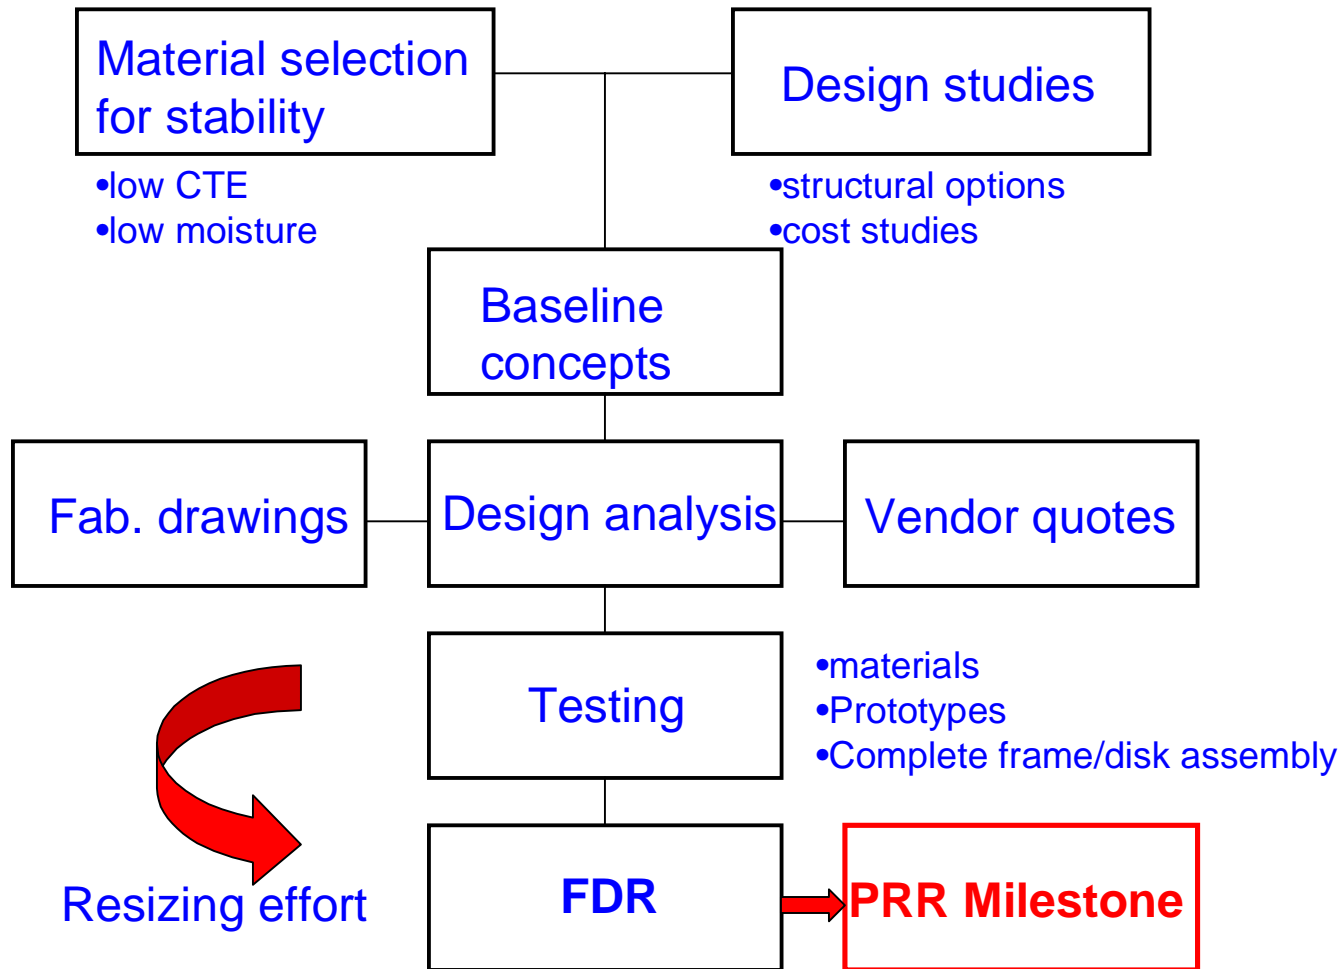 Material selection
for stability
Design studies
•low CTE
•low moisture
•structural options
•cost studies
Baseline
concepts
Fab. drawings
Design analysis
Vendor quotes
Testing
•materials
•Prototypes
•Complete frame/disk assembly
Resizing effort
FDR
PRR Milestone